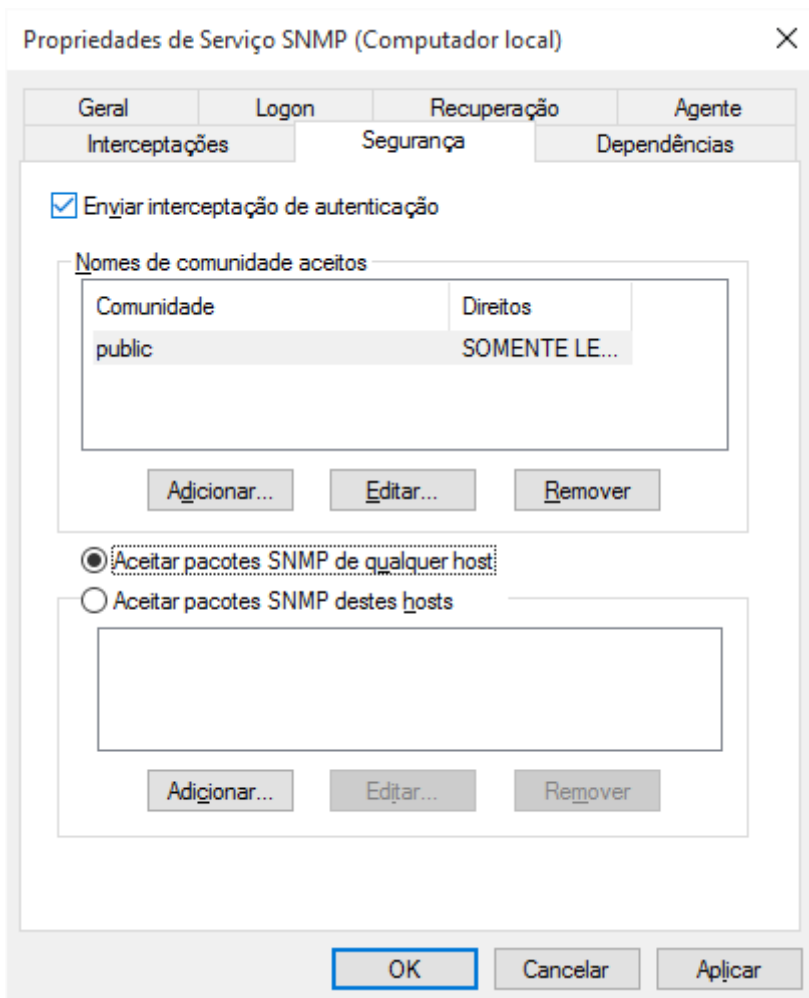 Propriedades de Serviço SNMP (Computador local)
Geral Logon Recuperação Agente
Interceptações Segurança Dependências
Enviar interceptação de autenticação
Nomes de comunidade aceitos
Comunidade Direitos
public SOMENTE LE...
Adicionar... Editar... Remover
Aceitar pacotes SNMP de qualquer host
Aceitar pacotes SNMP destes hosts
Adicionar... Editar... Remover
OK Cancelar Aplicar